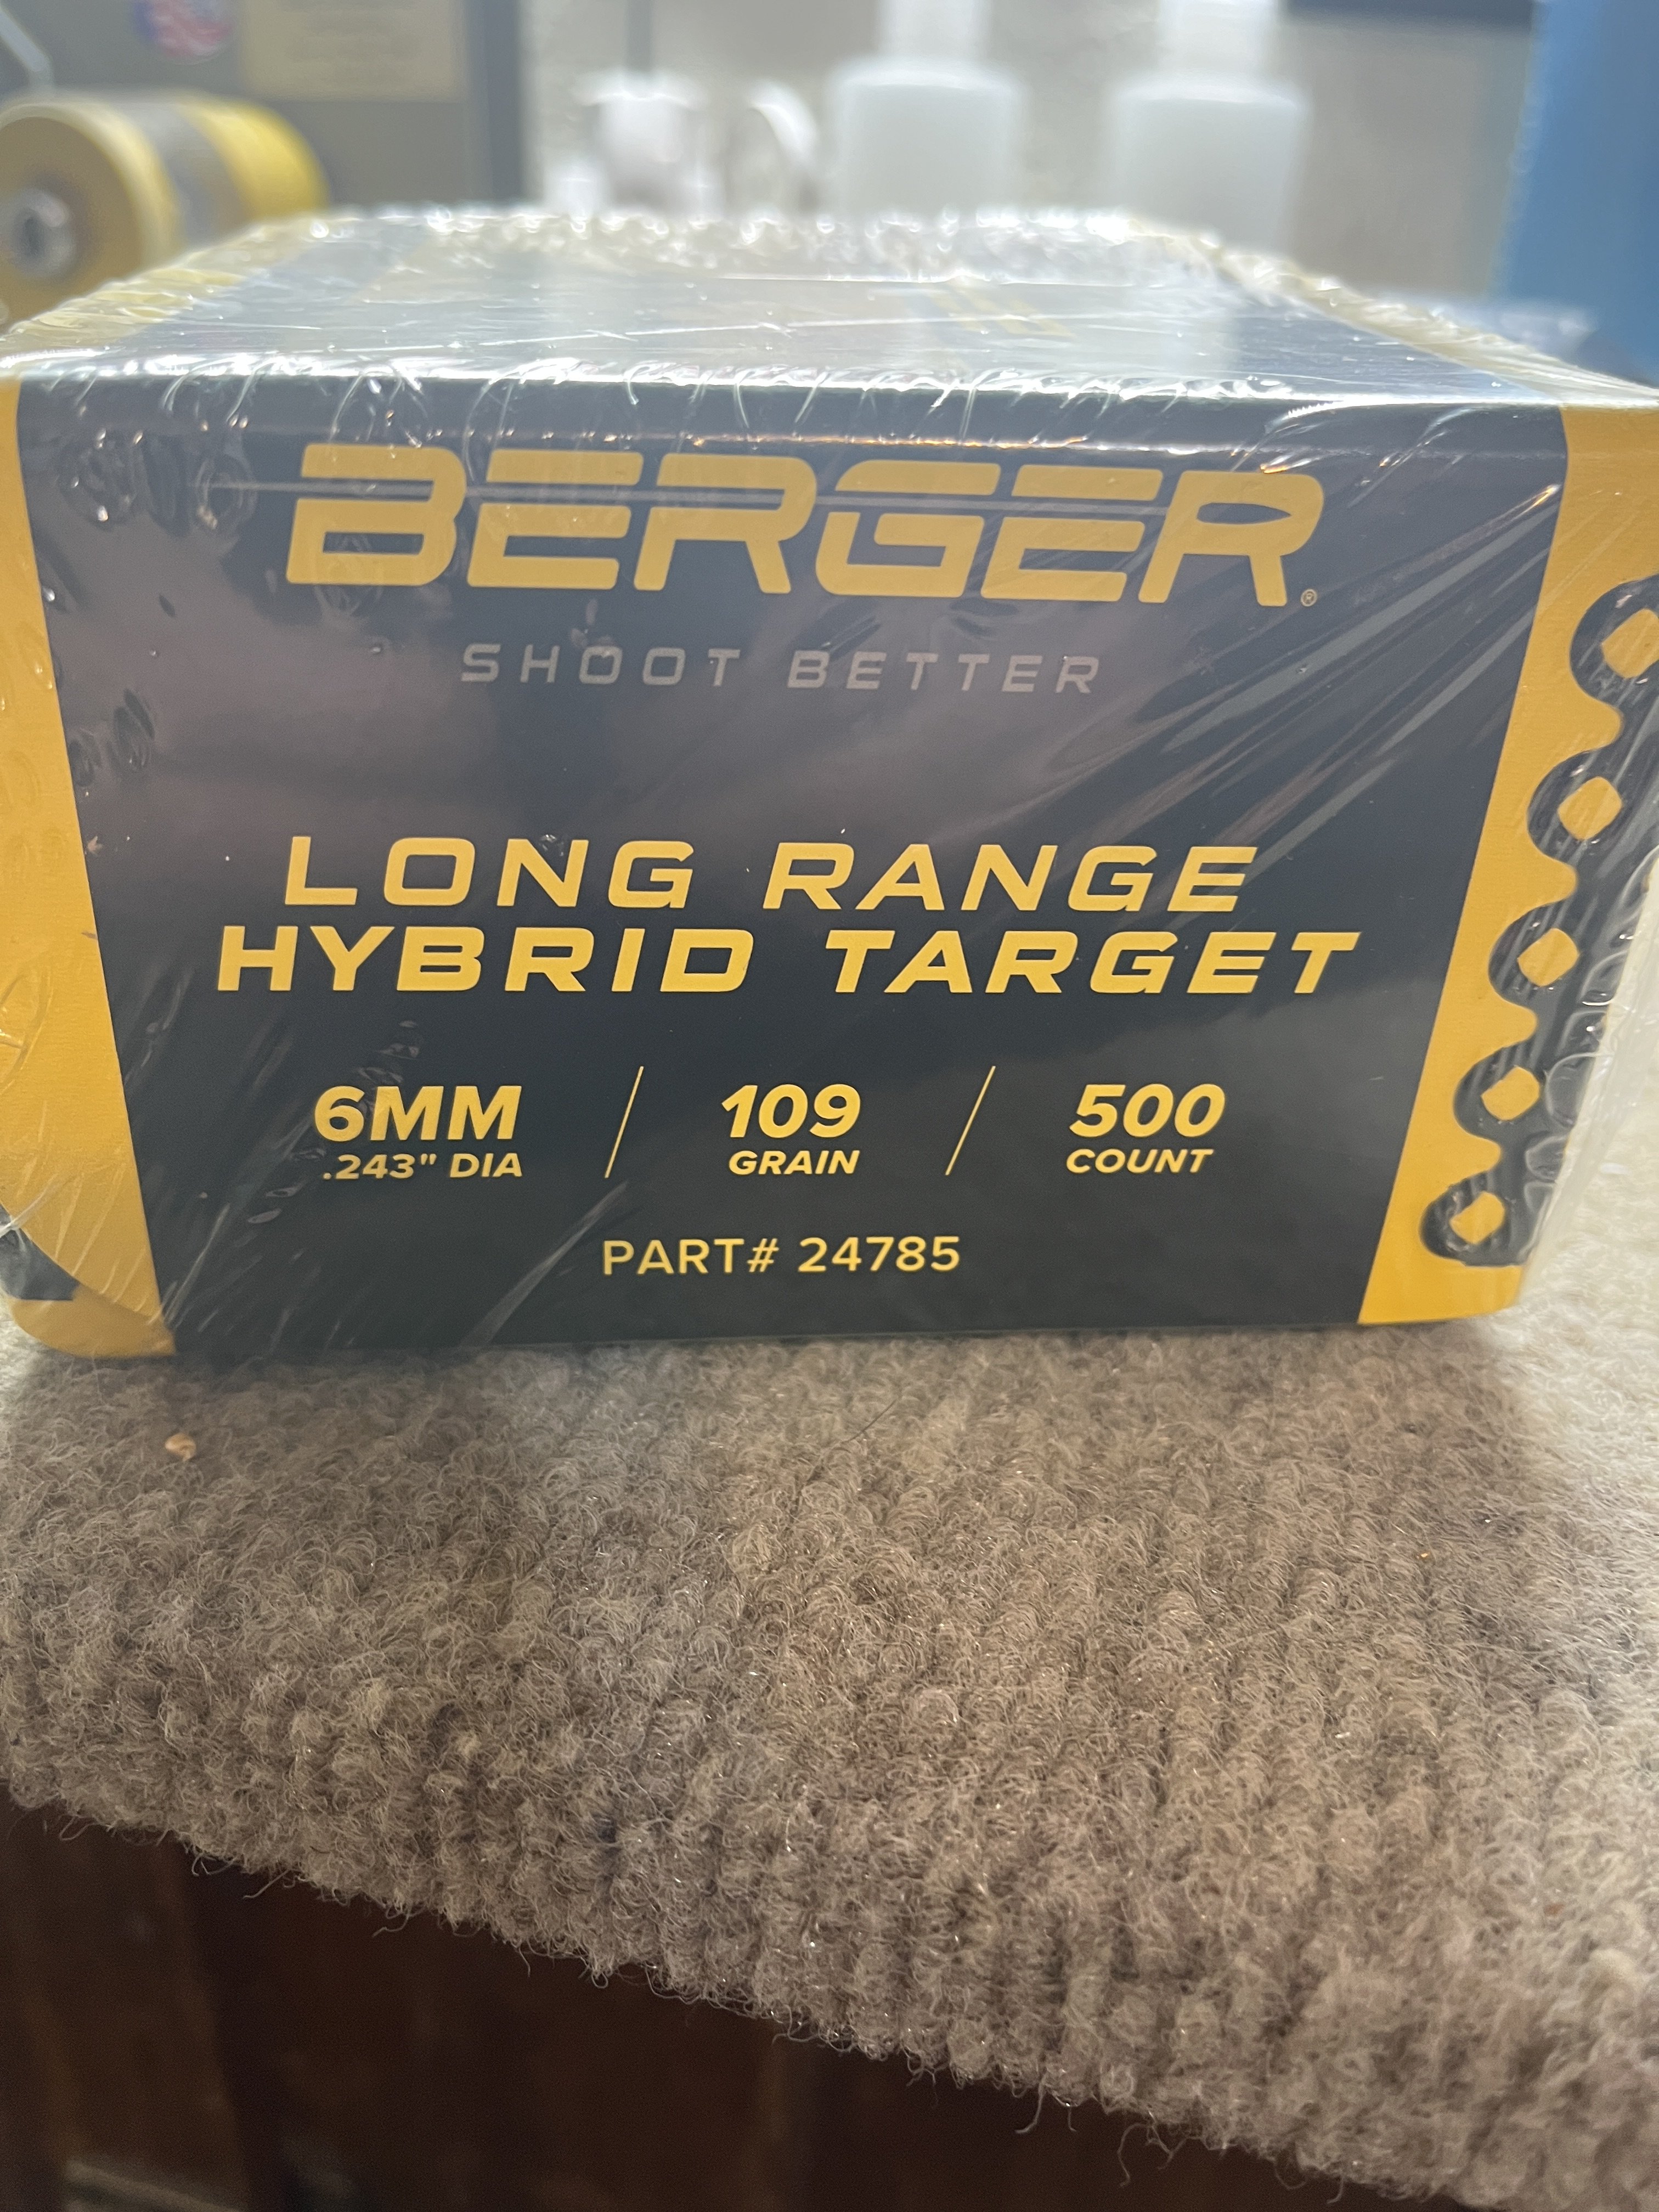 BERGER®
SHOOT BETTER
LONG RANGE
HYBRID TARGET
6MM / 109 / 500
.243" DIA GRAIN COUNT
PART# 24785